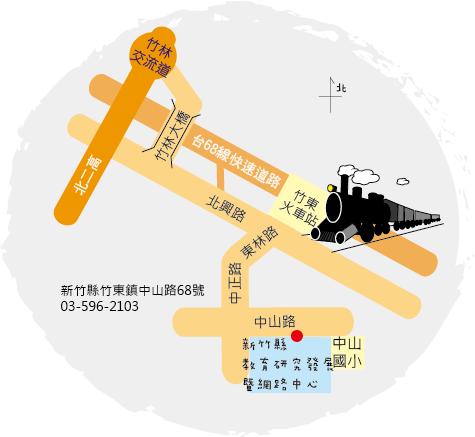 竹林
交流道
北
竹林大橋
台68線快速道路
北二高
竹東
火車站
北興路
東林路
中正路
新竹縣竹東鎮中山路68號
03-596-2103
中山路
新竹縣
教育研究發展
暨網路中心
中山
國小